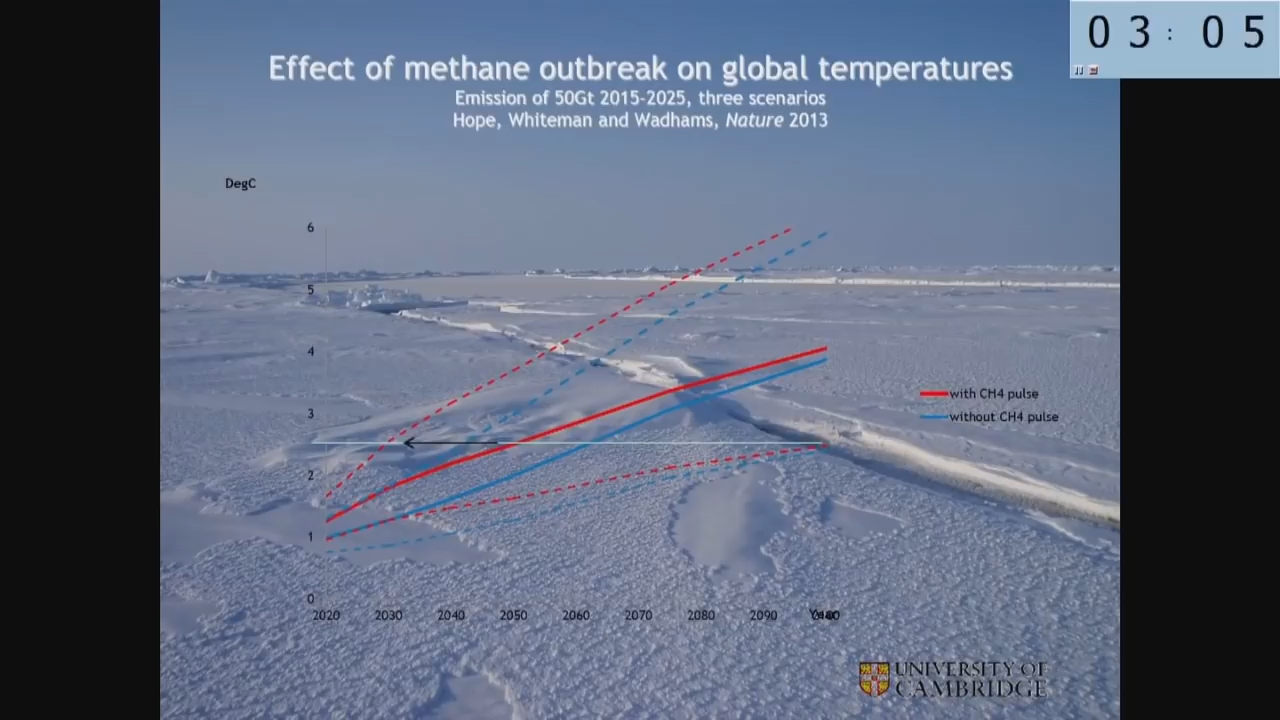 03:05
Effect of methane outbreak on global temperatures
Emission of 50Gt 2015-2025, three scenarios
Hope, Whiteman and Wadhams, Nature 2013
DegC
6
5
4
3
2
1
0
2020 2030 2040 2050 2060 2070 2080 2090
with CH4 pulse
without CH4 pulse
UNIVERSITY OF
CAMBRIDGE